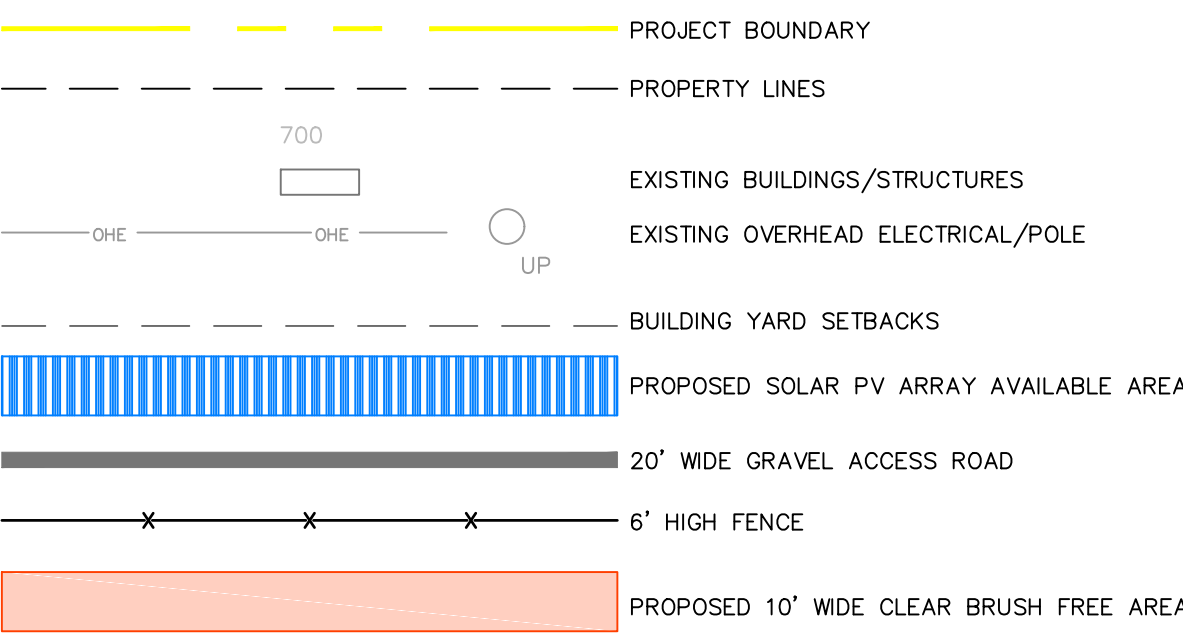 PROJECT BOUNDARY
PROPERTY LINES
700
EXISTING BUILDINGS/STRUCTURES
OHE OHE EXISTING OVERHEAD ELECTRICAL/POLE
UP
BUILDING YARD SETBACKS
PROPOSED SOLAR PV ARRAY AVAILABLE AREA
20' WIDE GRAVEL ACCESS ROAD
6' HIGH FENCE
PROPOSED 10' WIDE CLEAR BRUSH FREE AREA